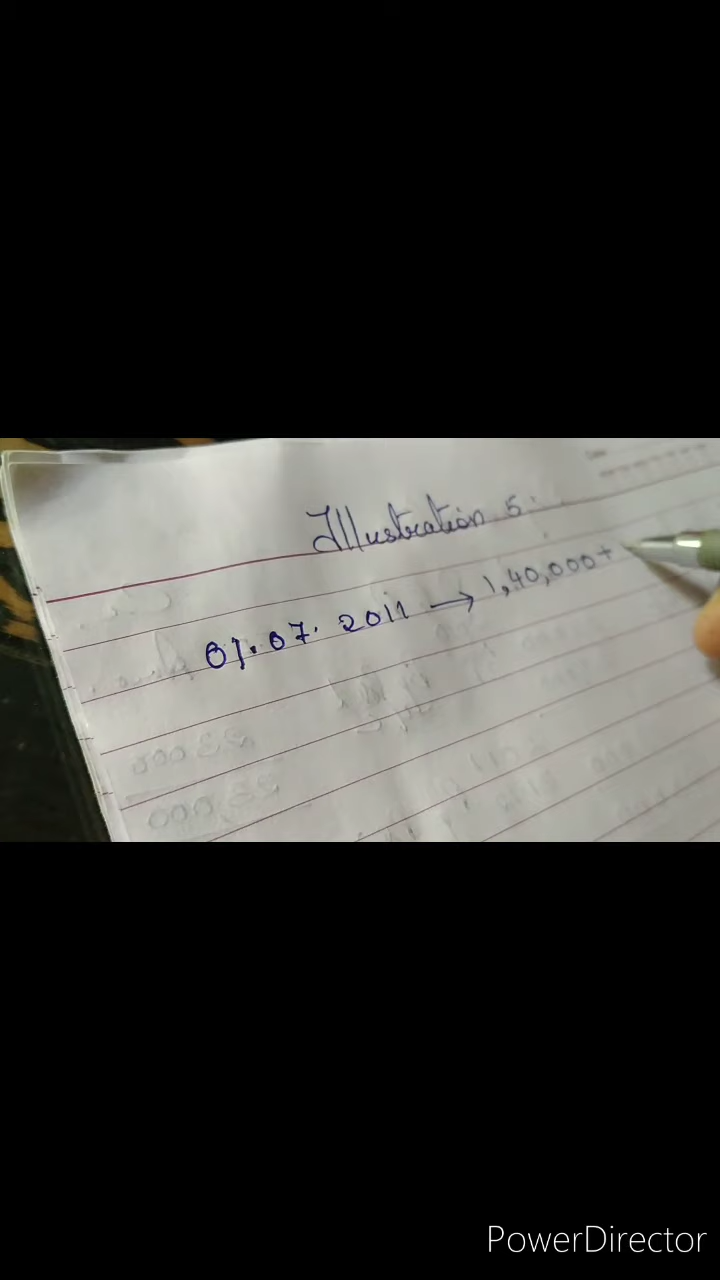 Illustration 5:
01.07.2011 → 1,40,000+
PowerDirector